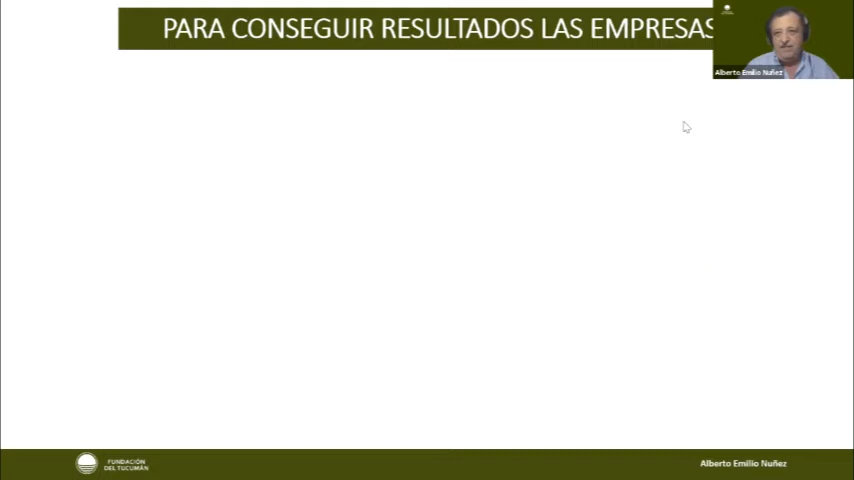 PARA CONSEGUIR RESULTADOS LAS EMPRESAS
Alberto Emilio Nuñez
FUNDACIÓN
DEL TUCUMÁN
Alberto Emilio Nuñez